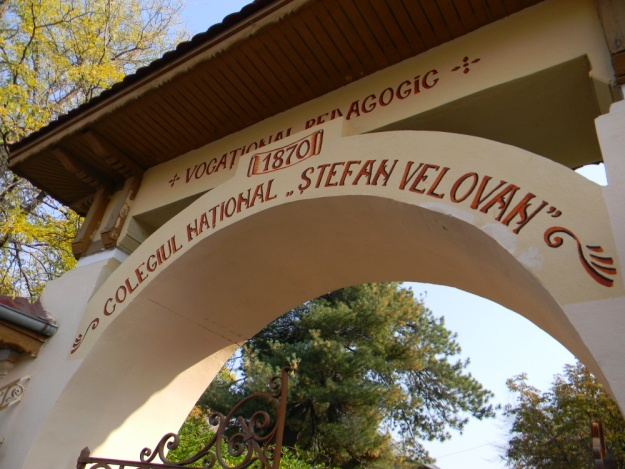 VOCAȚIONAL PEDAGOGIC
1870
COLEGIUL NAȚIONAL „ȘTEFAN VELOVAN”